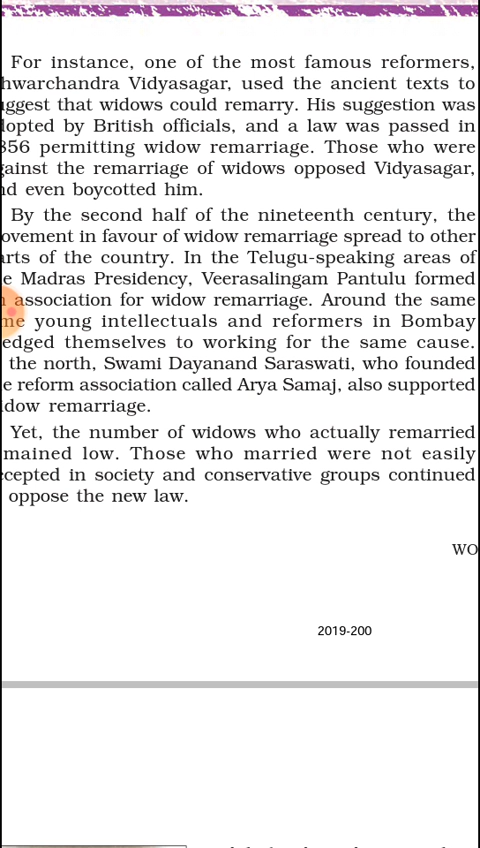 For instance, one of the most famous reformers,
hwarchandra Vidyasagar, used the ancient texts to
iggest that widows could remarry. His suggestion was
lopted by British officials, and a law was passed in
856 permitting widow remarriage. Those who were
gainst the remarriage of widows opposed Vidyasagar,
nd even boycotted him.
By the second half of the nineteenth century, the
ovement in favour of widow remarriage spread to other
arts of the country. In the Telugu-speaking areas of
e Madras Presidency, Veerasalingam Pantulu formed
association for widow remarriage. Around the same
me young intellectuals and reformers in Bombay
edged themselves to working for the same cause.
the north, Swami Dayanand Saraswati, who founded
e reform association called Arya Samaj, also supported
idow remarriage.
Yet, the number of widows who actually remarried
mained low. Those who married were not easily
ccepted in society and conservative groups continued
oppose the new law.
WO
2019-200